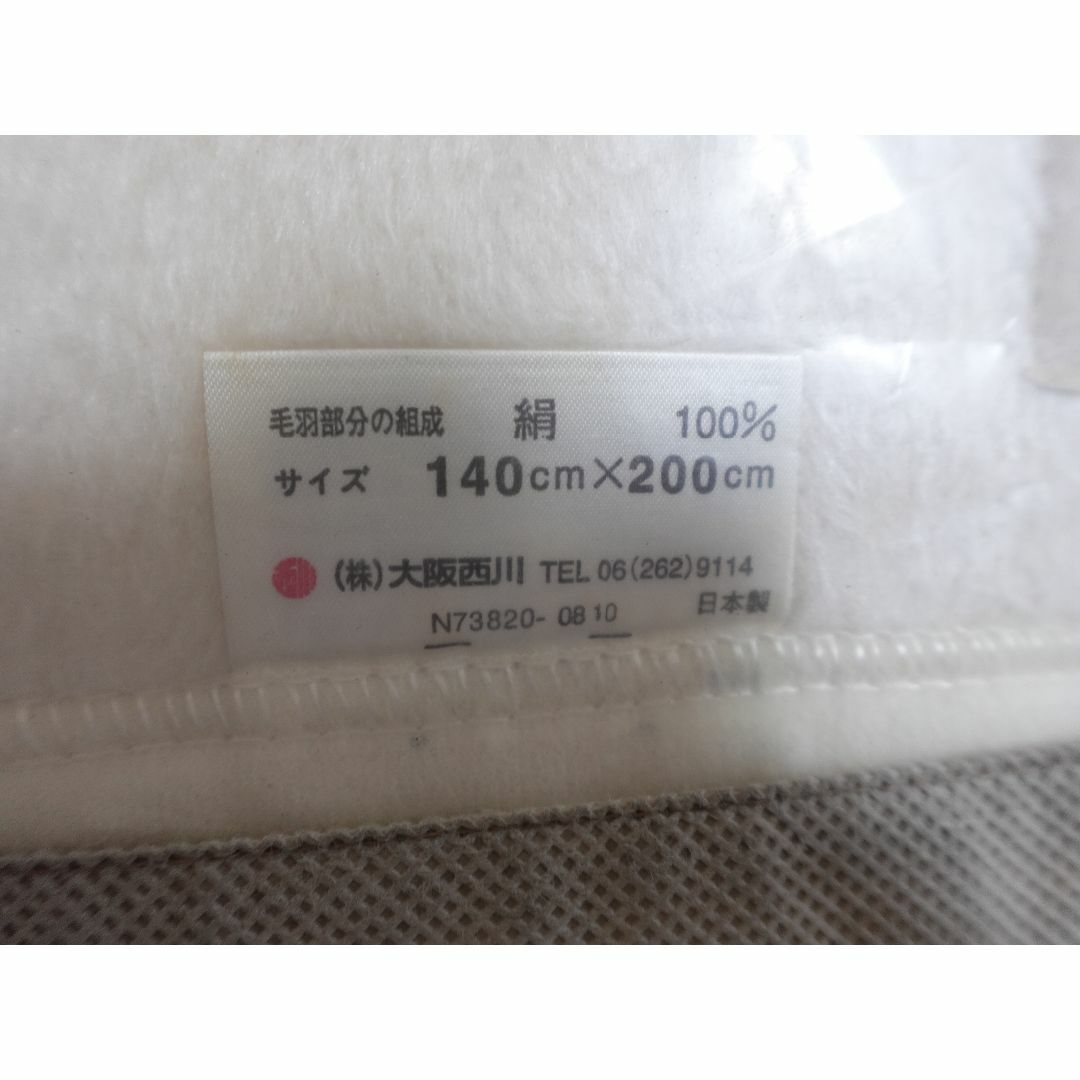 毛羽部分の組成 絹 100%
サイズ 140cm×200cm
(株)大阪西川 TEL 06(262)9114
N73820- 08 10 日本製